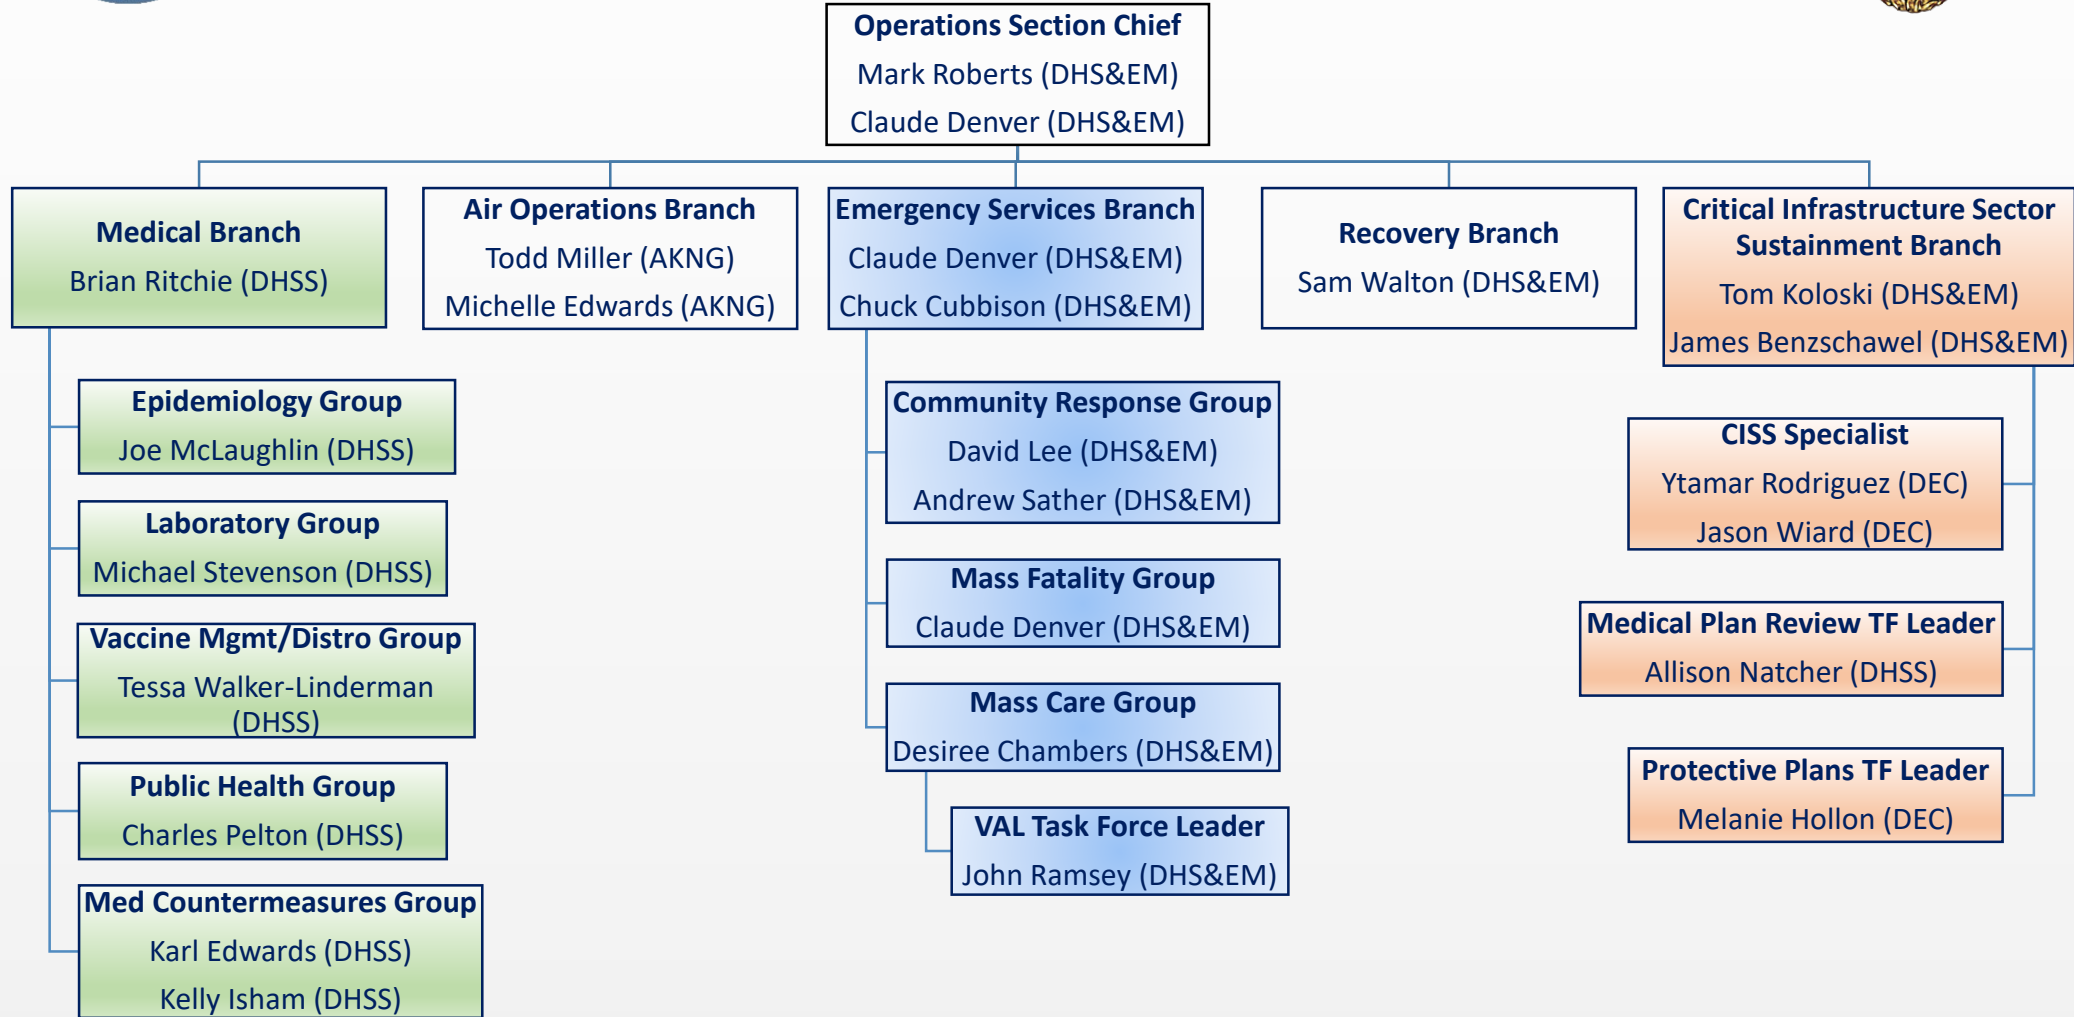 Operations Section Chief
Mark Roberts (DHS&EM)
Claude Denver (DHS&EM)
Medical Branch
Brian Ritchie (DHSS)
Air Operations Branch
Todd Miller (AKNG)
Michelle Edwards (AKNG)
Emergency Services Branch
Claude Denver (DHS&EM)
Chuck Cubbison (DHS&EM)
Recovery Branch
Sam Walton (DHS&EM)
Critical Infrastructure Sector
Sustainment Branch
Tom Koloski (DHS&EM)
James Benzschawel (DHS&EM)
Epidemiology Group
Joe McLaughlin (DHSS)
Laboratory Group
Michael Stevenson (DHSS)
Vaccine Mgmt/Distro Group
Tessa Walker-Linderman
(DHSS)
Public Health Group
Charles Pelton (DHSS)
Med Countermeasures Group
Karl Edwards (DHSS)
Kelly Isham (DHSS)
Community Response Group
David Lee (DHS&EM)
Andrew Sather (DHS&EM)
Mass Fatality Group
Claude Denver (DHS&EM)
Mass Care Group
Desiree Chambers (DHS&EM)
VAL Task Force Leader
John Ramsey (DHS&EM)
CISS Specialist
Ytamar Rodriguez (DEC)
Jason Wiard (DEC)
Medical Plan Review TF Leader
Allison Natcher (DHSS)
Protective Plans TF Leader
Melanie Hollon (DEC)